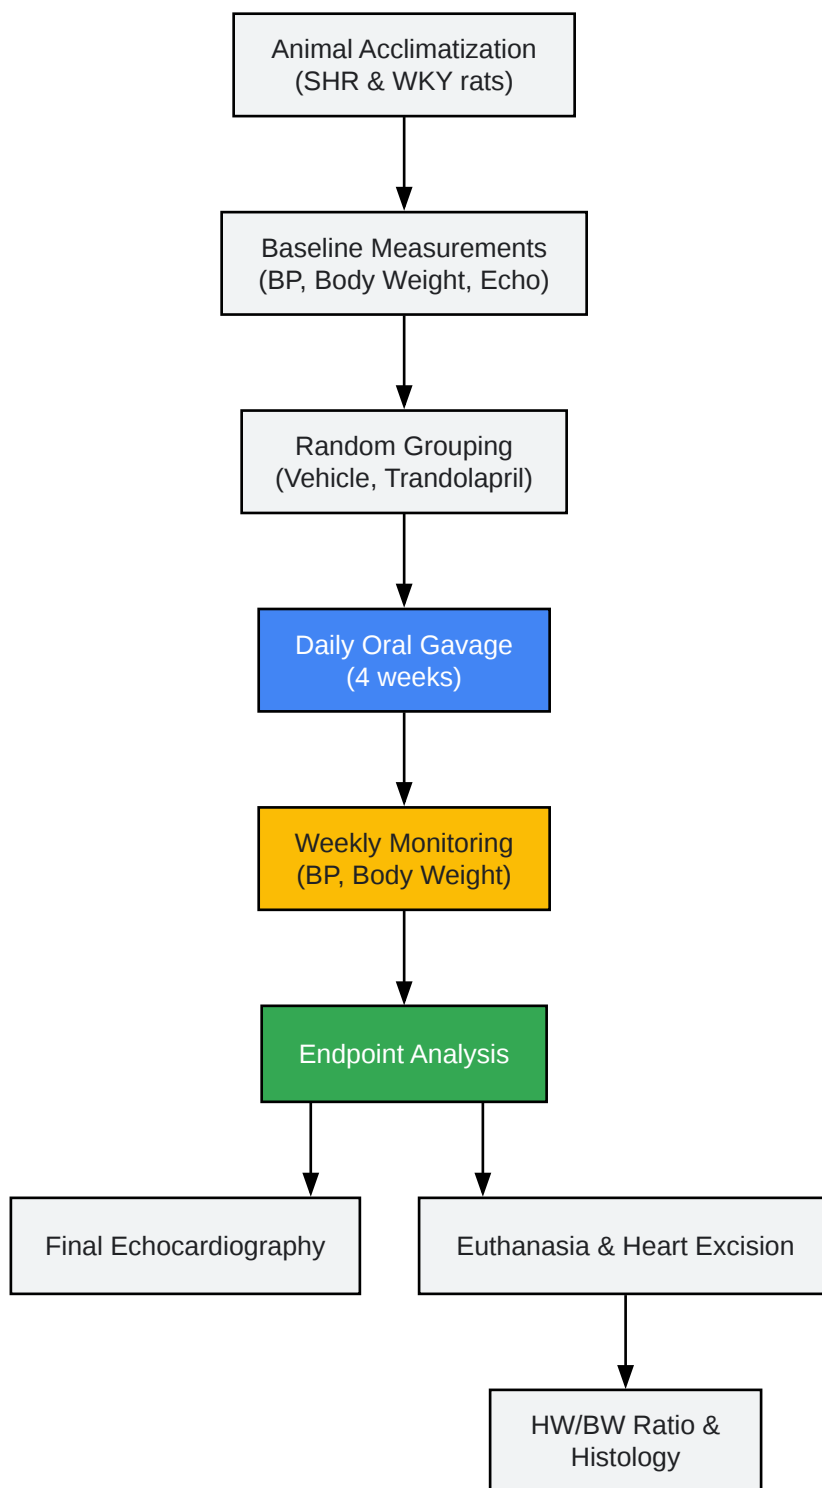 Animal Acclimatization
(SHR & WKY rats)
Baseline Measurements
(BP, Body Weight, Echo)
Random Grouping
(Vehicle, Trandolapril)
Daily Oral Gavage
(4 weeks)
Weekly Monitoring
(BP, Body Weight)
Endpoint Analysis
Final Echocardiography
Euthanasia & Heart Excision
HW/BW Ratio &
Histology